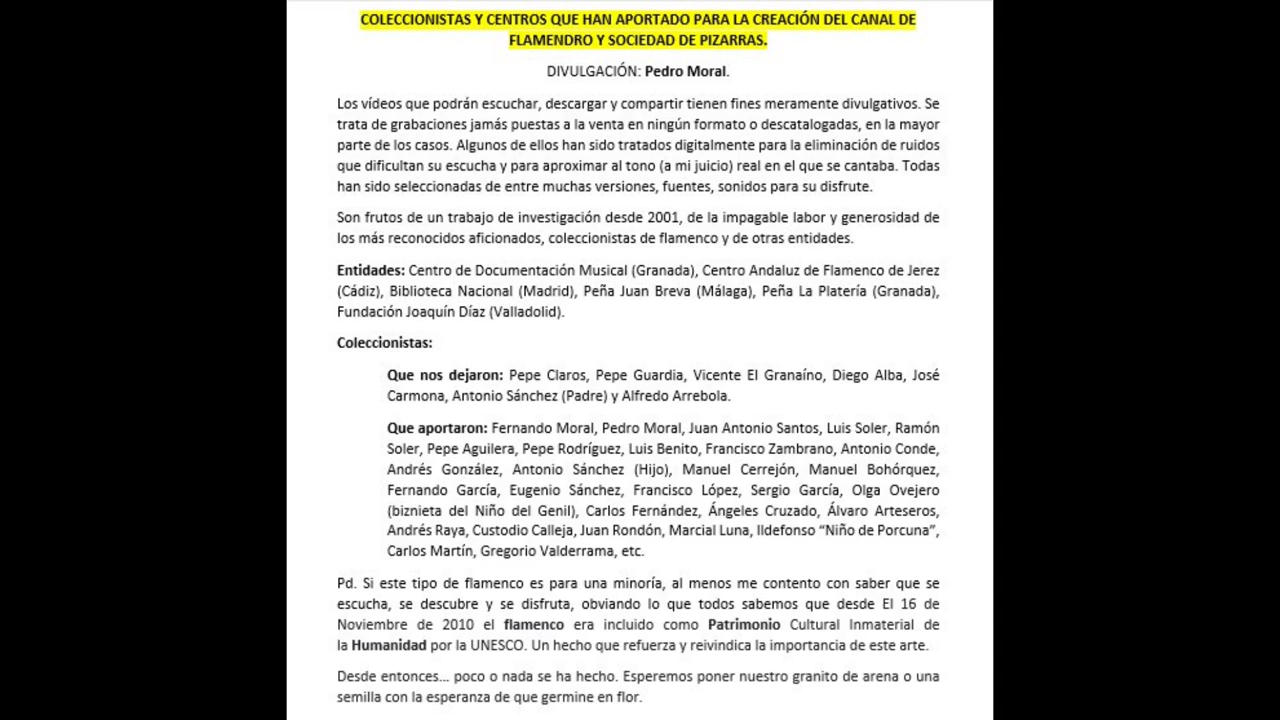 COLECCIONISTAS Y CENTROS QUE HAN APORTADO PARA LA CREACIÓN DEL CANAL DE
FLAMENDRO Y SOCIEDAD DE PIZARRAS.
DIVULGACIÓN: Pedro Moral.
Los vídeos que podrán escuchar, descargar y compartir tienen fines meramente divulgativos. Se
trata de grabaciones jamás puestas a la venta en ningún formato o descatalogadas, en la mayor
parte de los casos. Algunos de ellos han sido tratados digitalmente para la eliminación de ruidos
que dificultan su escucha y para aproximar al tono (a mi juicio) real en el que se cantaba. Todas
han sido seleccionadas de entre muchas versiones, fuentes, sonidos para su disfrute.
Son frutos de un trabajo de investigación desde 2001, de la impagable labor y generosidad de
los más reconocidos aficionados, coleccionistas de flamenco y de otras entidades.
Entidades: Centro de Documentación Musical (Granada), Centro Andaluz de Flamenco de Jerez
(Cádiz), Biblioteca Nacional (Madrid), Peña Juan Breva (Málaga), Peña La Platería (Granada),
Fundación Joaquín Díaz (Valladolid).
Coleccionistas:
Que nos dejaron: Pepe Claros, Pepe Guardia, Vicente El Granaíno, Diego Alba, José
Carmona, Antonio Sánchez (Padre) y Alfredo Arrebola.
Que aportaron: Fernando Moral, Pedro Moral, Juan Antonio Santos, Luis Soler, Ramón
Soler, Pepe Aguilera, Pepe Rodríguez, Luis Benito, Francisco Zambrano, Antonio Conde,
Andrés González, Antonio Sánchez (Hijo), Manuel Cerrejón, Manuel Bohórquez,
Fernando García, Eugenio Sánchez, Francisco López, Sergio García, Olga Ovejero
(biznieta del Niño del Genil), Carlos Fernández, Ángeles Cruzado, Álvaro Arteseros,
Andrés Raya, Custodio Calleja, Juan Rondón, Marcial Luna, Ildefonso “Niño de Porcuna”,
Carlos Martín, Gregorio Valderrama, etc.
Pd. Si este tipo de flamenco es para una minoría, al menos me contento con saber que se
escucha, se descubre y se disfruta, obviando lo que todos sabemos que desde El 16 de
Noviembre de 2010 el flamenco era incluido como Patrimonio Cultural Inmaterial de
la Humanidad por la UNESCO. Un hecho que refuerza y reivindica la importancia de este arte.
Desde entonces… poco o nada se ha hecho. Esperemos poner nuestro granito de arena o una
semilla con la esperanza de que germine en flor.